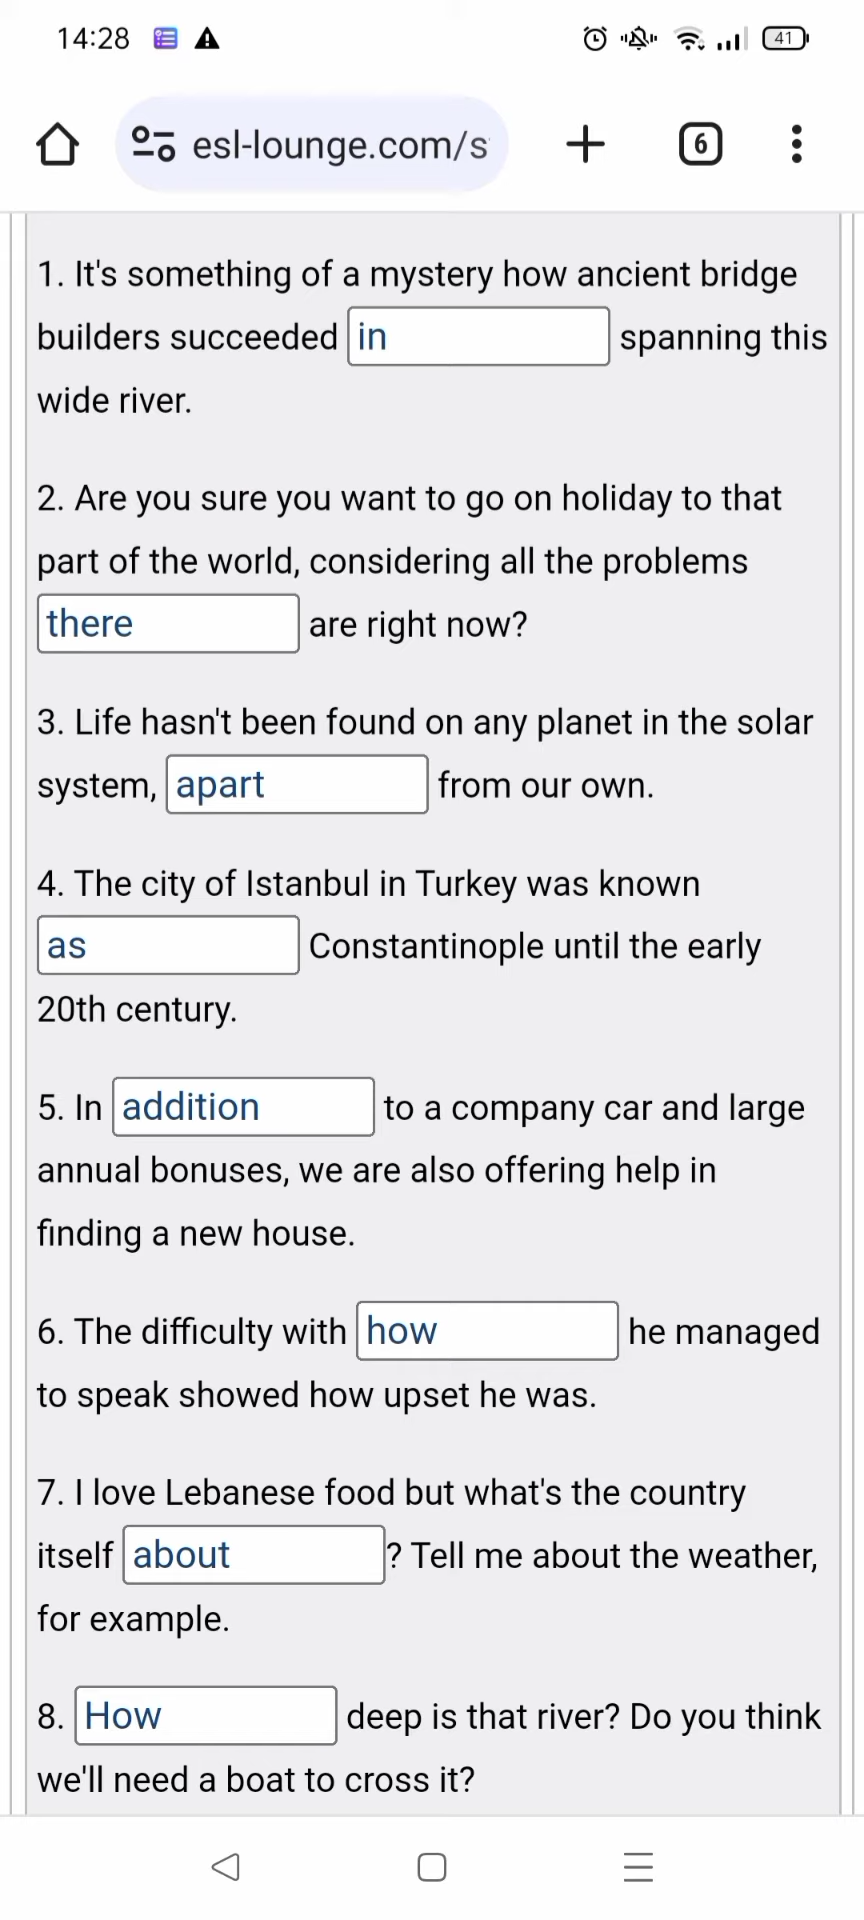 14:28
41
esl-lounge.com/s
6
1. It's something of a mystery how ancient bridge
builders succeeded in spanning this
wide river.
2. Are you sure you want to go on holiday to that
part of the world, considering all the problems
there are right now?
3. Life hasn't been found on any planet in the solar
system, apart from our own.
4. The city of Istanbul in Turkey was known
as Constantinople until the early
20th century.
5. In addition to a company car and large
annual bonuses, we are also offering help in
finding a new house.
6. The difficulty with how he managed
to speak showed how upset he was.
7. I love Lebanese food but what's the country
itself about? Tell me about the weather,
for example.
8. How deep is that river? Do you think
we'll need a boat to cross it?